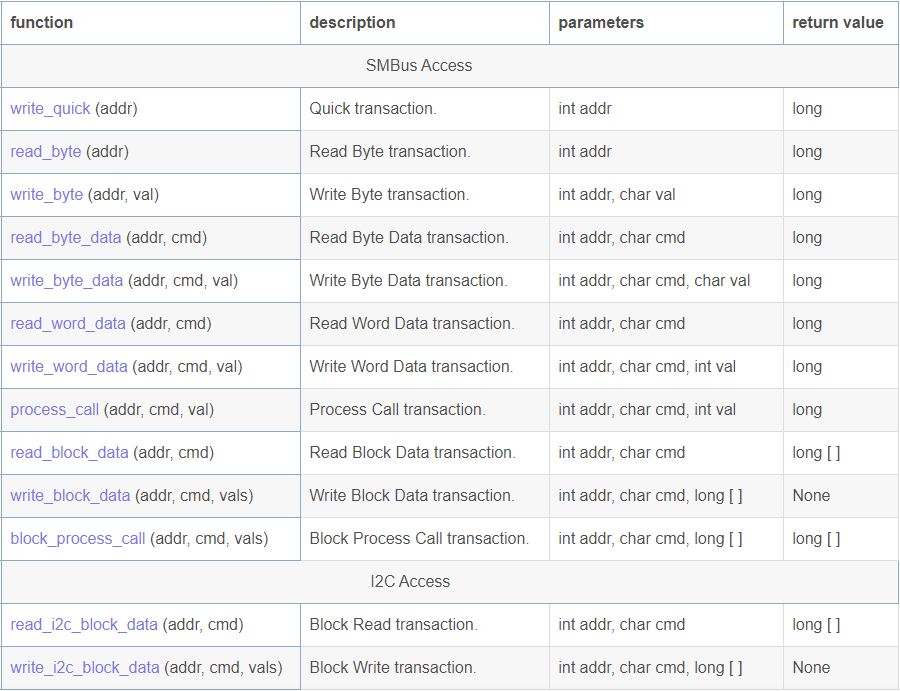 function description parameters return value
SMBus Access
write_quick (addr) Quick transaction. int addr long
read_byte (addr) Read Byte transaction. int addr long
write_byte (addr, val) Write Byte transaction. int addr, char val long
read_byte_data (addr, cmd) Read Byte Data transaction. int addr, char cmd long
write_byte_data (addr, cmd, val) Write Byte Data transaction. int addr, char cmd, char val long
read_word_data (addr, cmd) Read Word Data transaction. int addr, char cmd long
write_word_data (addr, cmd, val) Write Word Data transaction. int addr, char cmd, int val long
process_call (addr, cmd, val) Process Call transaction. int addr, char cmd, int val long
read_block_data (addr, cmd) Read Block Data transaction. int addr, char cmd long [ ]
write_block_data (addr, cmd, vals) Write Block Data transaction. int addr, char cmd, long [ ] None
block_process_call (addr, cmd, vals) Block Process Call transaction. int addr, char cmd, long [ ] long [ ]
I2C Access
read_i2c_block_data (addr, cmd) Block Read transaction. int addr, char cmd long [ ]
write_i2c_block_data (addr, cmd, vals) Block Write transaction. int addr, char cmd, long [ ] None